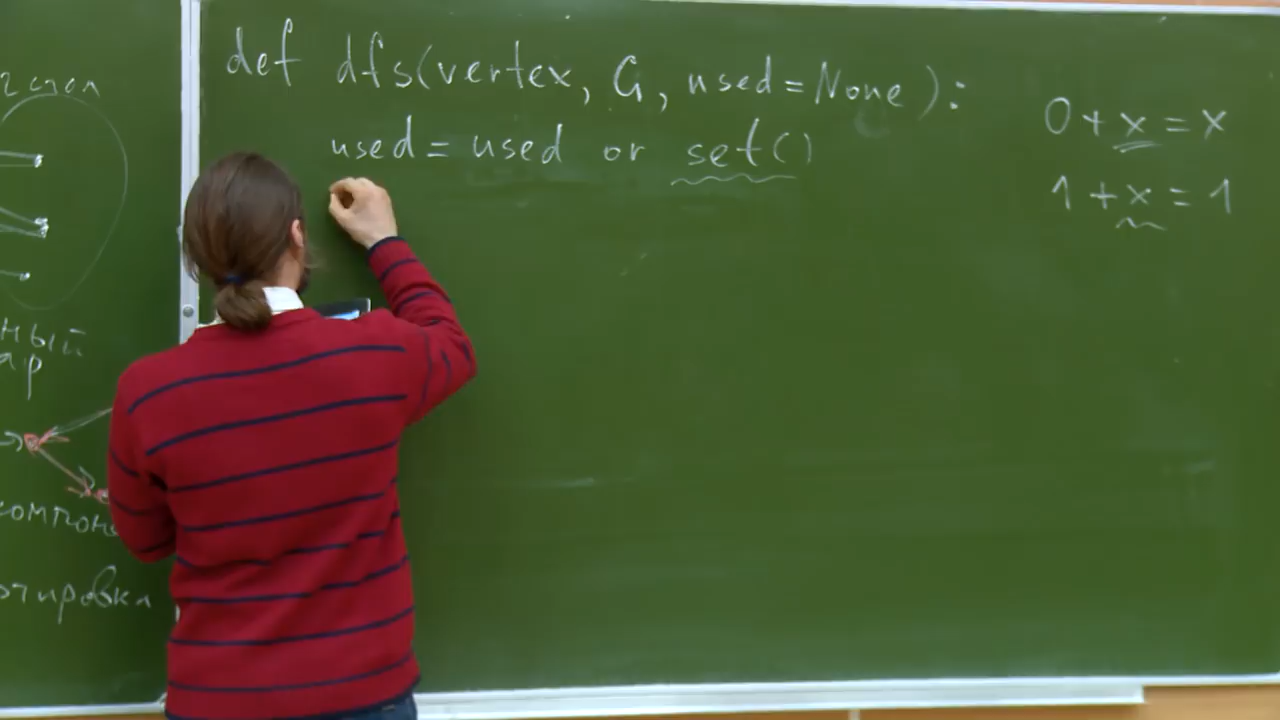 def dfs(vertex, G, used=None):
used = used or set()
0 + x = x
1 + x = 1